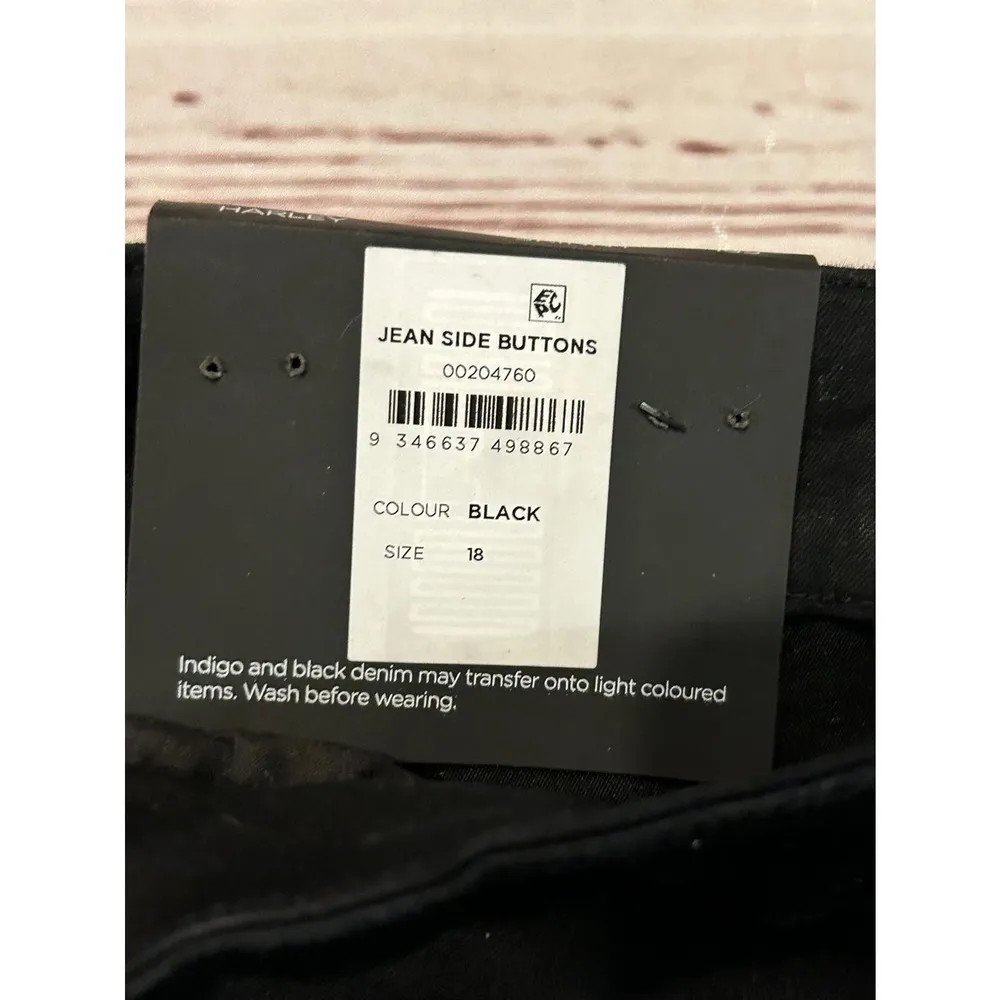 HARLEY
EPC
JEAN SIDE BUTTONS
00204760
9 346637 498867
COLOUR BLACK
SIZE 18
Indigo and black denim may transfer onto light coloured
items. Wash before wearing.